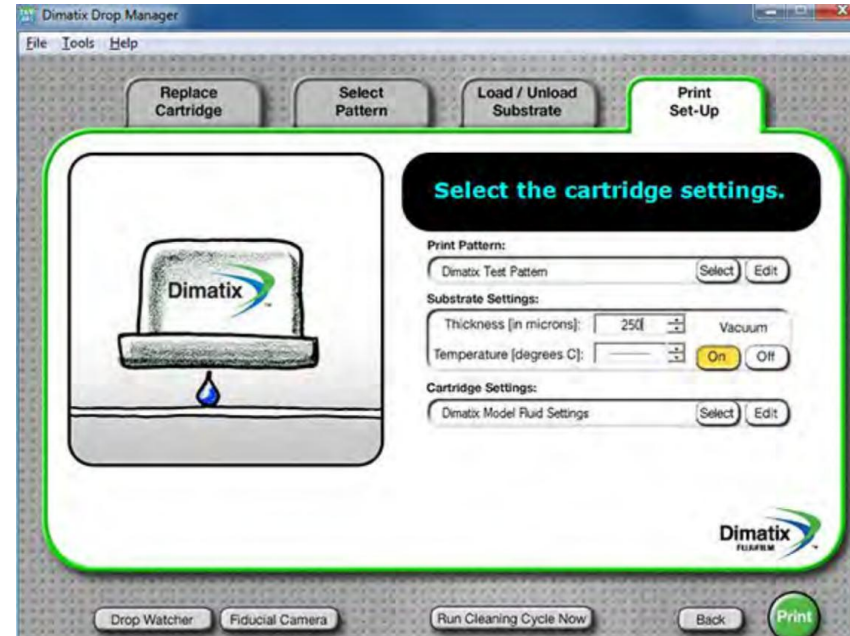 Dimatix Drop Manager
File Tools Help
Replace
Cartridge
Select
Pattern
Load / Unload
Substrate
Print
Set-Up
Dimatix
Select the cartridge settings.
Print Pattern:
Dimatix Test Pattern Select Edit
Substrate Settings:
Thickness [in microns]: 250 Vacuum
Temperature [degrees C]: On Off
Cartridge Settings:
Dimatix Model Fluid Settings Select Edit
Dimatix
FUJIFILM
Drop Watcher Fiducial Camera Run Cleaning Cycle Now Back Print